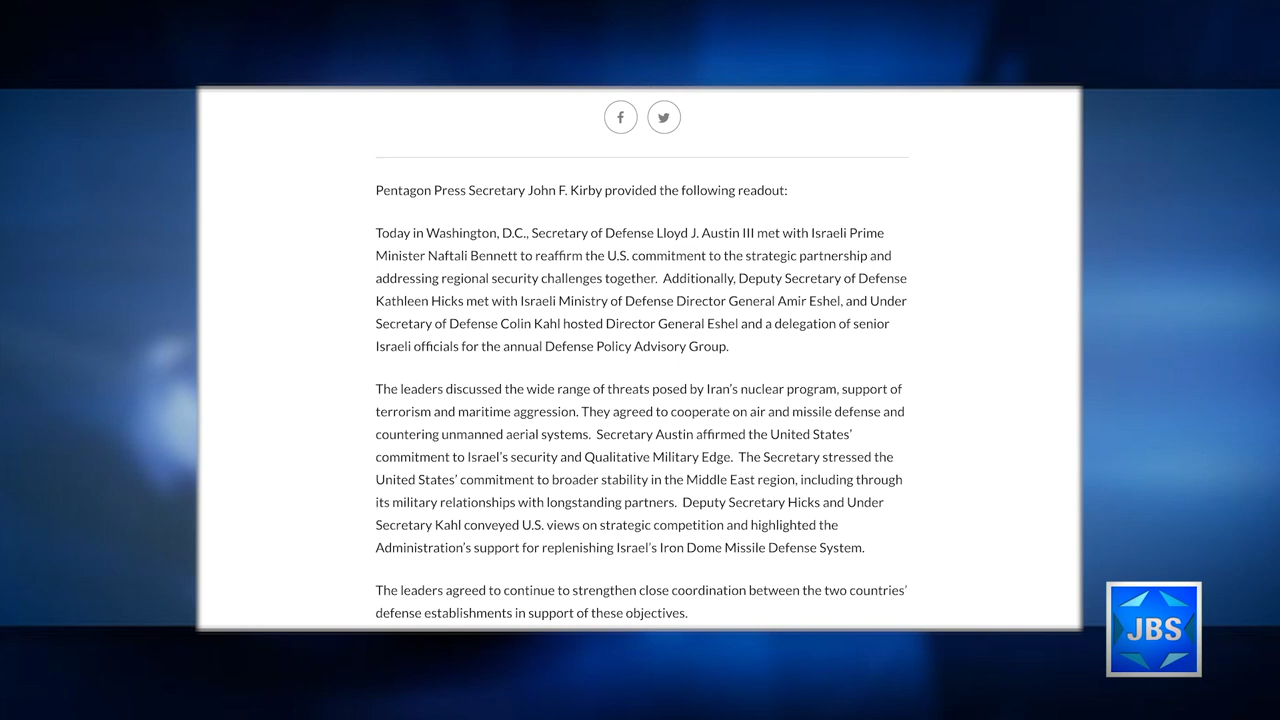 Pentagon Press Secretary John F. Kirby provided the following readout:
Today in Washington, D.C., Secretary of Defense Lloyd J. Austin III met with Israeli Prime
Minister Naftali Bennett to reaffirm the U.S. commitment to the strategic partnership and
addressing regional security challenges together.  Additionally, Deputy Secretary of Defense
Kathleen Hicks met with Israeli Ministry of Defense Director General Amir Eshel, and Under
Secretary of Defense Colin Kahl hosted Director General Eshel and a delegation of senior
Israeli officials for the annual Defense Policy Advisory Group.
The leaders discussed the wide range of threats posed by Iran’s nuclear program, support of
terrorism and maritime aggression. They agreed to cooperate on air and missile defense and
countering unmanned aerial systems.  Secretary Austin affirmed the United States’
commitment to Israel’s security and Qualitative Military Edge.  The Secretary stressed the
United States’ commitment to broader stability in the Middle East region, including through
its military relationships with longstanding partners.  Deputy Secretary Hicks and Under
Secretary Kahl conveyed U.S. views on strategic competition and highlighted the
Administration’s support for replenishing Israel’s Iron Dome Missile Defense System.
The leaders agreed to continue to strengthen close coordination between the two countries’
defense establishments in support of these objectives.
JBS